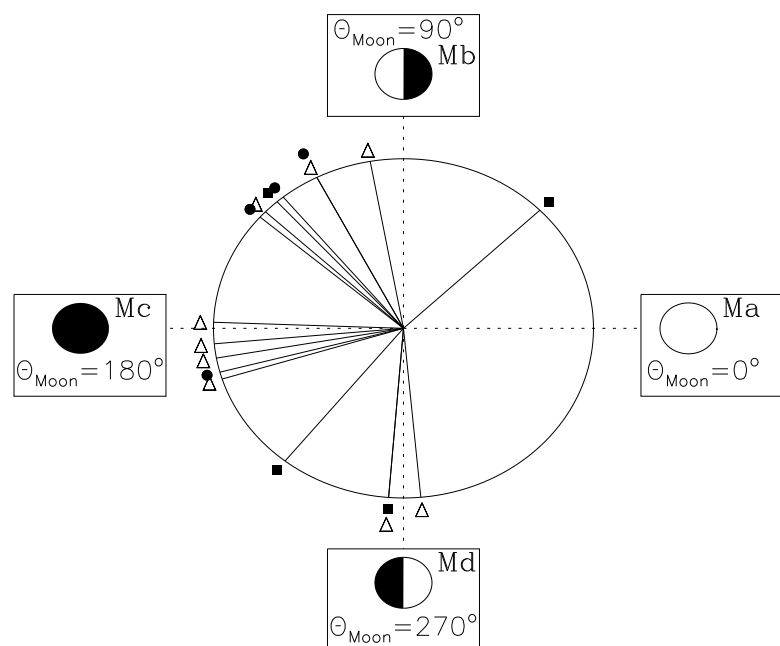 Θ_Moon=90°
Mb
Mc
Θ_Moon=180°
Ma
Θ_Moon=0°
Md
Θ_Moon=270°